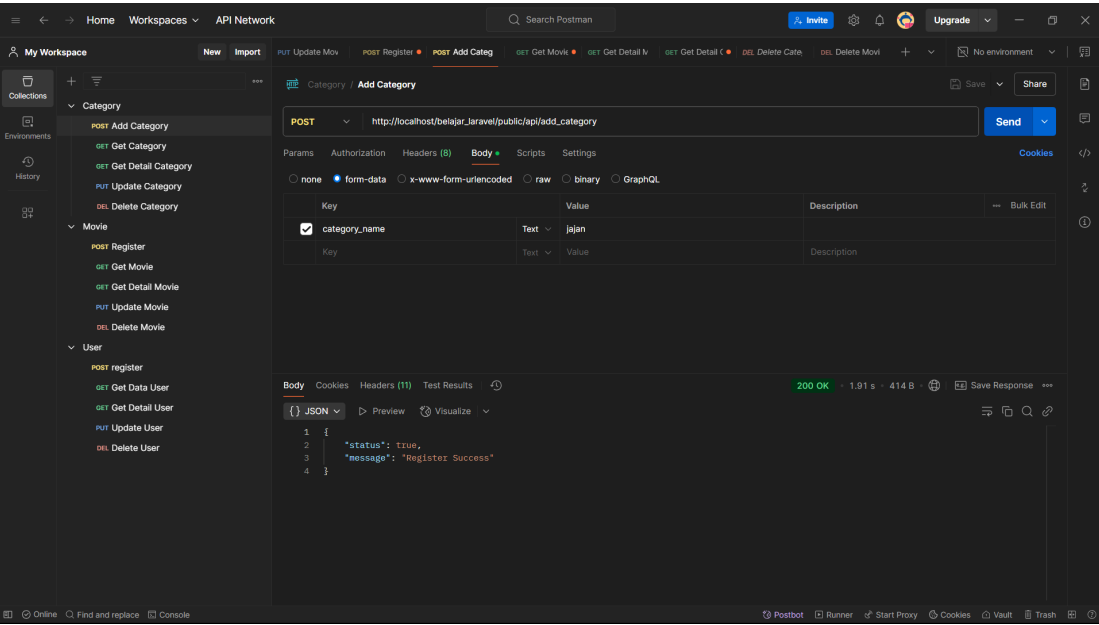 Home Workspaces API Network Search Postman Invite Upgrade
My Workspace New Import PUT Update Mov POST Register POST Add Categ GET Get Movie GET Get Detail M GET Get Detail C DEL Delete Cate DEL Delete Movi No environment
Collections
Environments
History
Category
POST Add Category
GET Get Category
GET Get Detail Category
PUT Update Category
DEL Delete Category
Movie
POST Register
GET Get Movie
GET Get Detail Movie
PUT Update Movie
DEL Delete Movie
User
POST register
GET Get Data User
GET Get Detail User
PUT Update User
DEL Delete User
HTTP Category / Add Category Save Share
POST http://localhost/belajar_laravel/public/api/add_category Send
Params Authorization Headers (8) Body Scripts Settings Cookies
none form-data x-www-form-urlencoded raw binary GraphQL
Key Value Description Bulk Edit
category_name Text jajan
Key Text Value Description
Body Cookies Headers (11) Test Results 200 OK 1.91 s 414 B Save Response
{} JSON Preview Visualize
1 {
2 "status": true,
3 "message": "Register Success"
4 }
Online Find and replace Console Postbot Runner Start Proxy Cookies Vault Trash